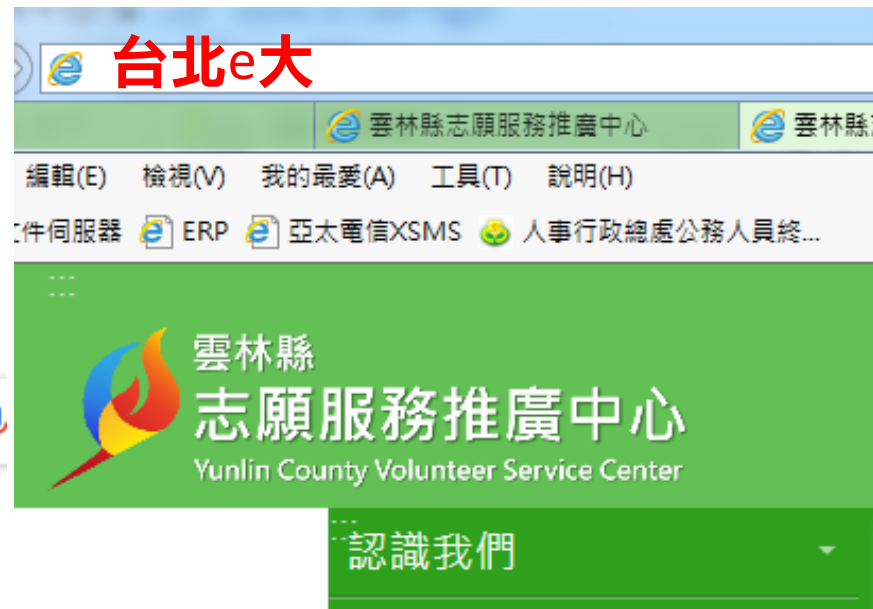 台北e大
雲林縣志願服務推廣中心 雲林縣
編輯(E) 檢視(V) 我的最愛(A) 工具(T) 說明(H)
件伺服器 ERP 亞太電信XSMS 人事行政總處公務人員終...
雲林縣
志願服務推廣中心
Yunlin County Volunteer Service Center
認識我們